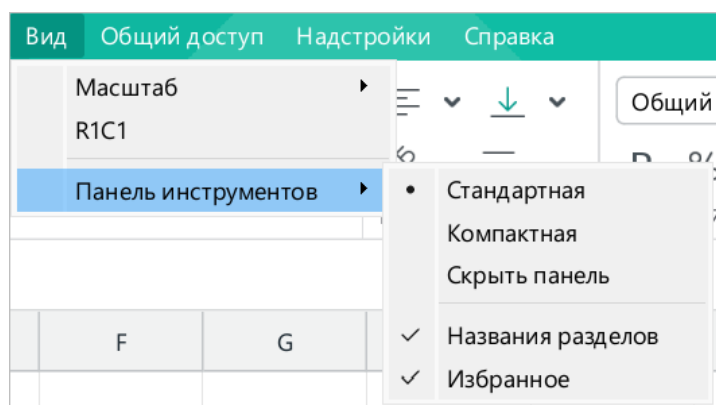 Вид Общий доступ Надстройки Справка
Масштаб
R1C1
Общий
Панель инструментов
Стандартная
Компактная
Скрыть панель
Названия разделов
Избранное
F G